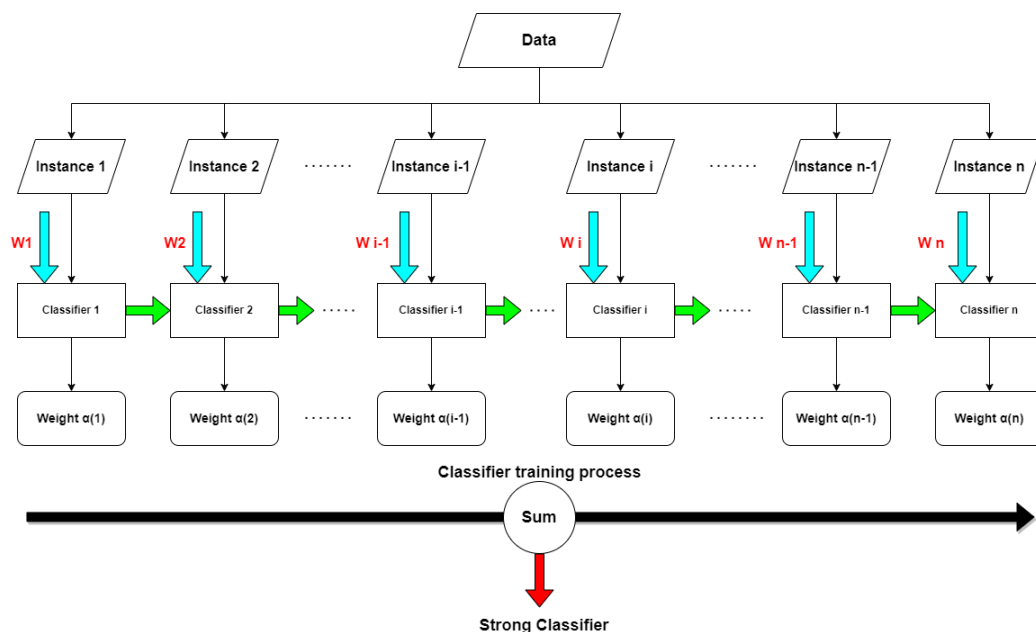 Data
Instance 1 Instance 2 ....... Instance i-1 Instance i ....... Instance n-1 Instance n
W1 W2 W i-1 W i W n-1 W n
Classifier 1 Classifier 2 ..... Classifier i-1 .... Classifier i ..... Classifier n-1 Classifier n
Weight α(1) Weight α(2) ....... Weight α(i-1) Weight α(i) ........ Weight α(n-1) Weight α(n)
Classifier training process
Sum
Strong Classifier